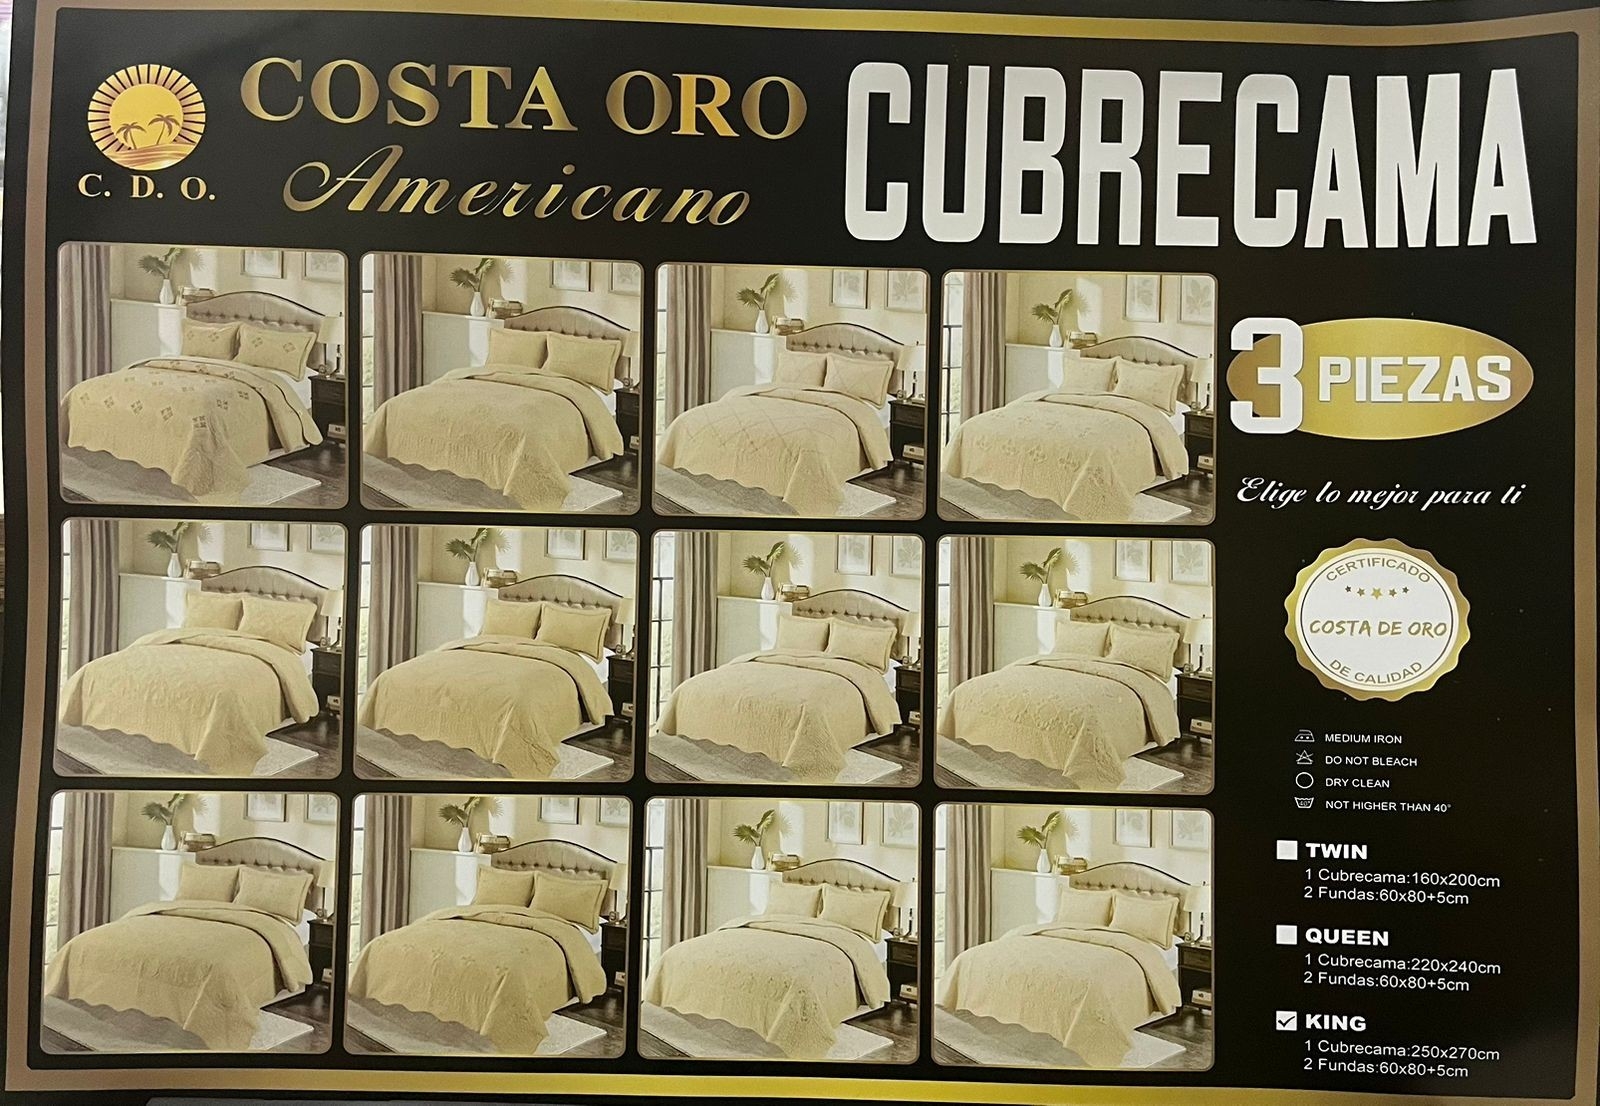 C. D. O.
COSTA ORO
Americano
CUBRECAMA
3 PIEZAS
Elige lo mejor para ti
CERTIFICADO
COSTA DE ORO
DE CALIDAD
MEDIUM IRON
DO NOT BLEACH
DRY CLEAN
40°
NOT HIGHER THAN 40°
TWIN
1 Cubrecama:160x200cm
2 Fundas:60x80+5cm
QUEEN
1 Cubrecama:220x240cm
2 Fundas:60x80+5cm
KING
1 Cubrecama:250x270cm
2 Fundas:60x80+5cm